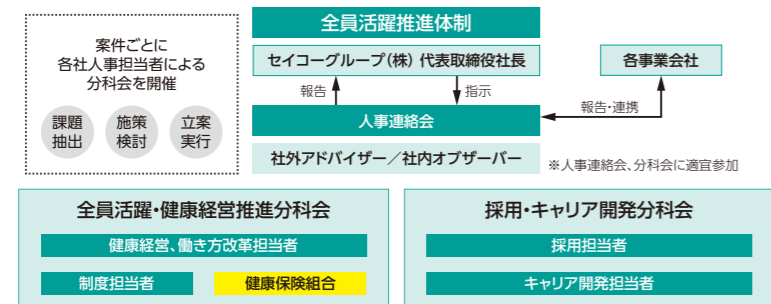 全員活躍推進体制
案件ごとに
各社人事担当者による
分科会を開催
課題
抽出
施策
検討
立案
実行
セイコーグループ(株) 代表取締役社長
各事業会社
報告
指示
報告・連携
人事連絡会
社外アドバイザー／社内オブザーバー
※人事連絡会、分科会に適宜参加
全員活躍・健康経営推進分科会
健康経営、働き方改革担当者
制度担当者
健康保険組合
採用・キャリア開発分科会
採用担当者
キャリア開発担当者